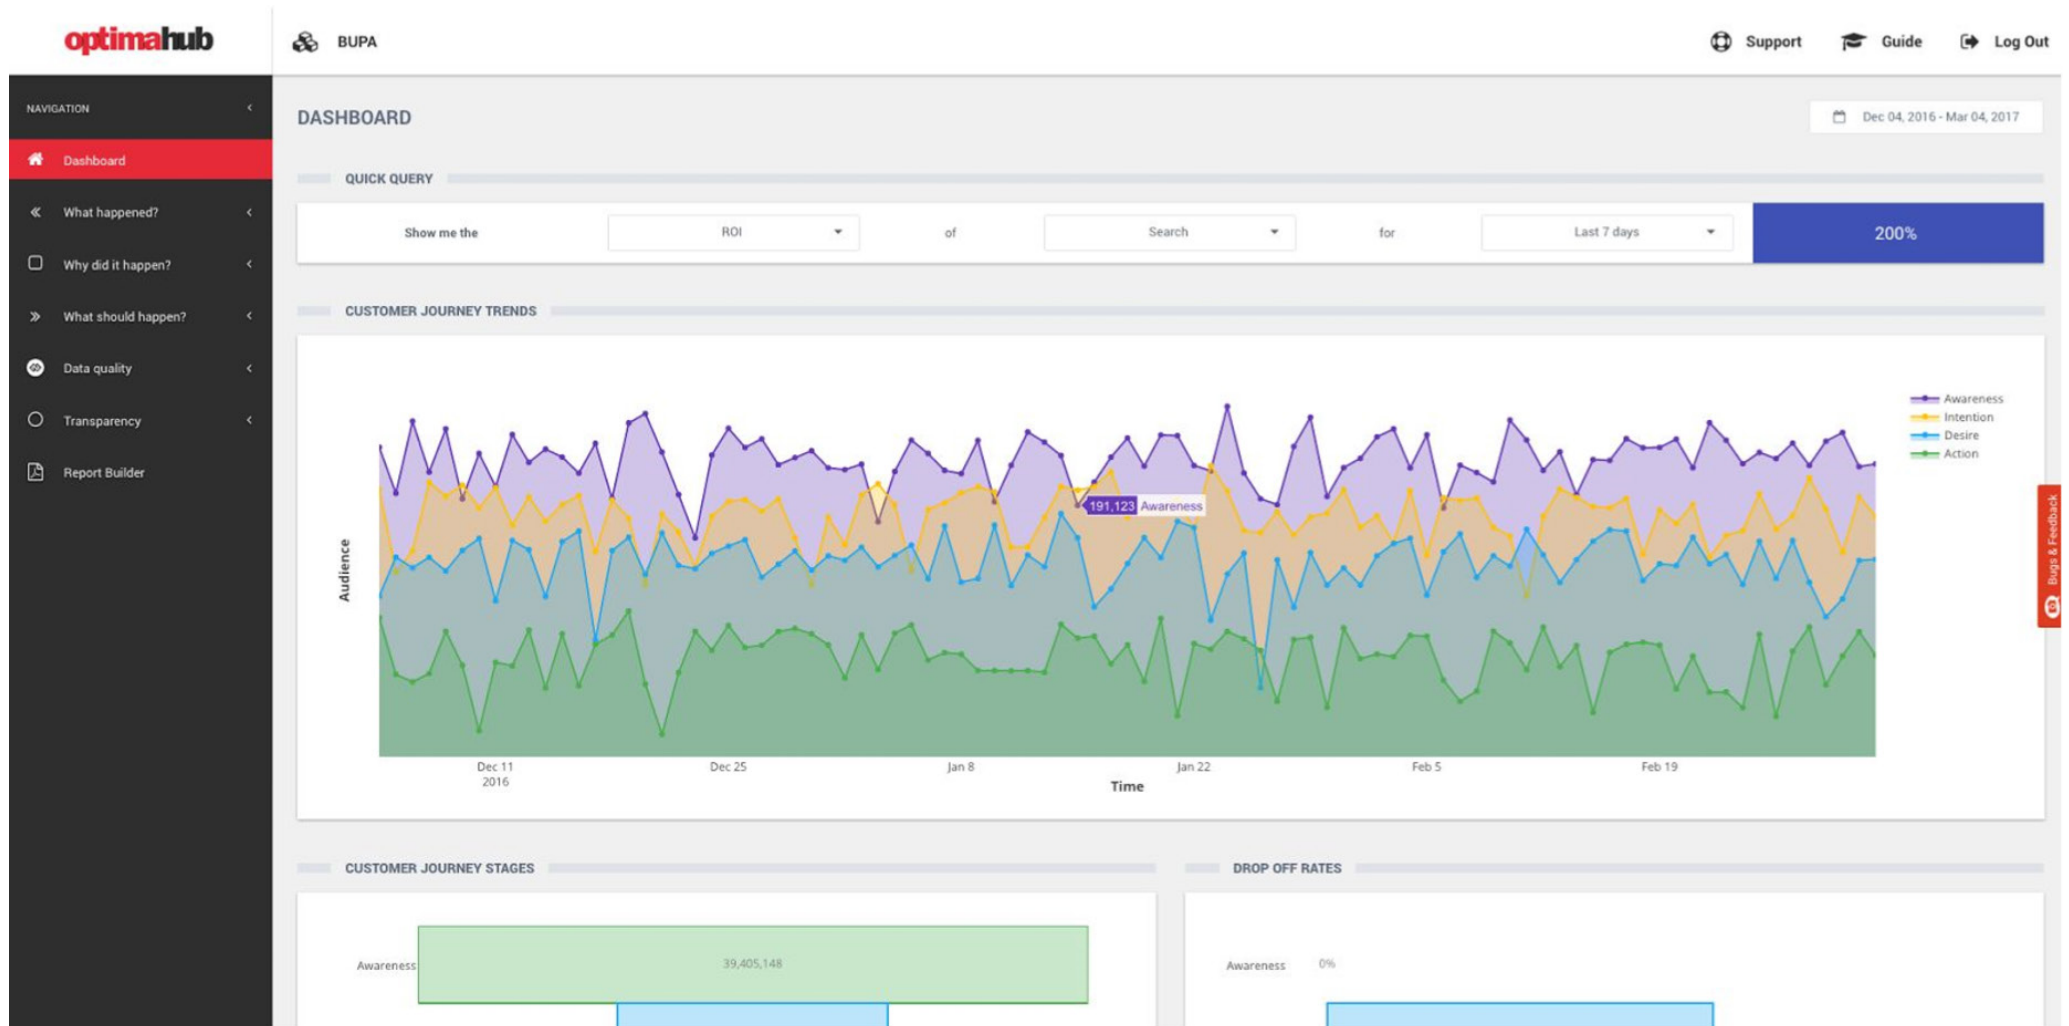 optimahub
BUPA
Support
Guide
Log Out
NAVIGATION
Dashboard
What happened?
Why did it happen?
What should happen?
Data quality
Transparency
Report Builder
DASHBOARD
Dec 04, 2016 - Mar 04, 2017
QUICK QUERY
Show me the ROI of Search for Last 7 days 200%
CUSTOMER JOURNEY TRENDS
Awareness
Intention
Desire
Action
191,123 Awareness
Audience
Dec 11 Dec 25 Jan 8 Jan 22 Feb 5 Feb 19
2016
Time
Bugs & Feedback
CUSTOMER JOURNEY STAGES
Awareness 39,405,148
DROP OFF RATES
Awareness 0%